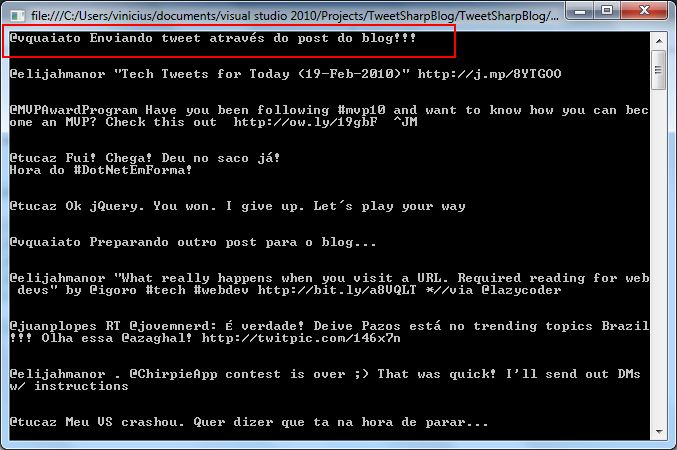 file:///C:/Users/vinicius/documents/visual studio 2010/Projects/TweetSharpBlog/TweetSharpBlog/...
@vquaiato Enviando tweet através do post do blog!!!
@elijahmanor "Tech Tweets for Today (19-Feb-2010)" http://j.mp/8YTGOO
@MVPAwardProgram Have you been following #mvp10 and want to know how you can bec
ome an MVP? Check this out  http://ow.ly/19gbF  ^JM
@tucaz Fui! Chega! Deu no saco já!
Hora do #DotNetEmForma!
@tucaz Ok jQuery. You won. I give up. Let´s play your way
@vquaiato Preparando outro post para o blog...
@elijahmanor "What really happens when you visit a URL. Required reading for web
 devs" by @igoro #tech #webdev http://bit.ly/a8VQLT *//via @lazycoder
@juanplopes RT @jovemnerd: É verdade! Deive Pazos está no trending topics Brazil
!!! Olha essa @azaghal! http://twitpic.com/146x7n
@elijahmanor . @ChirpieApp contest is over ;) That was quick! I'll send out DMs
w/ instructions
@tucaz Meu VS crashou. Quer dizer que ta na hora de parar...